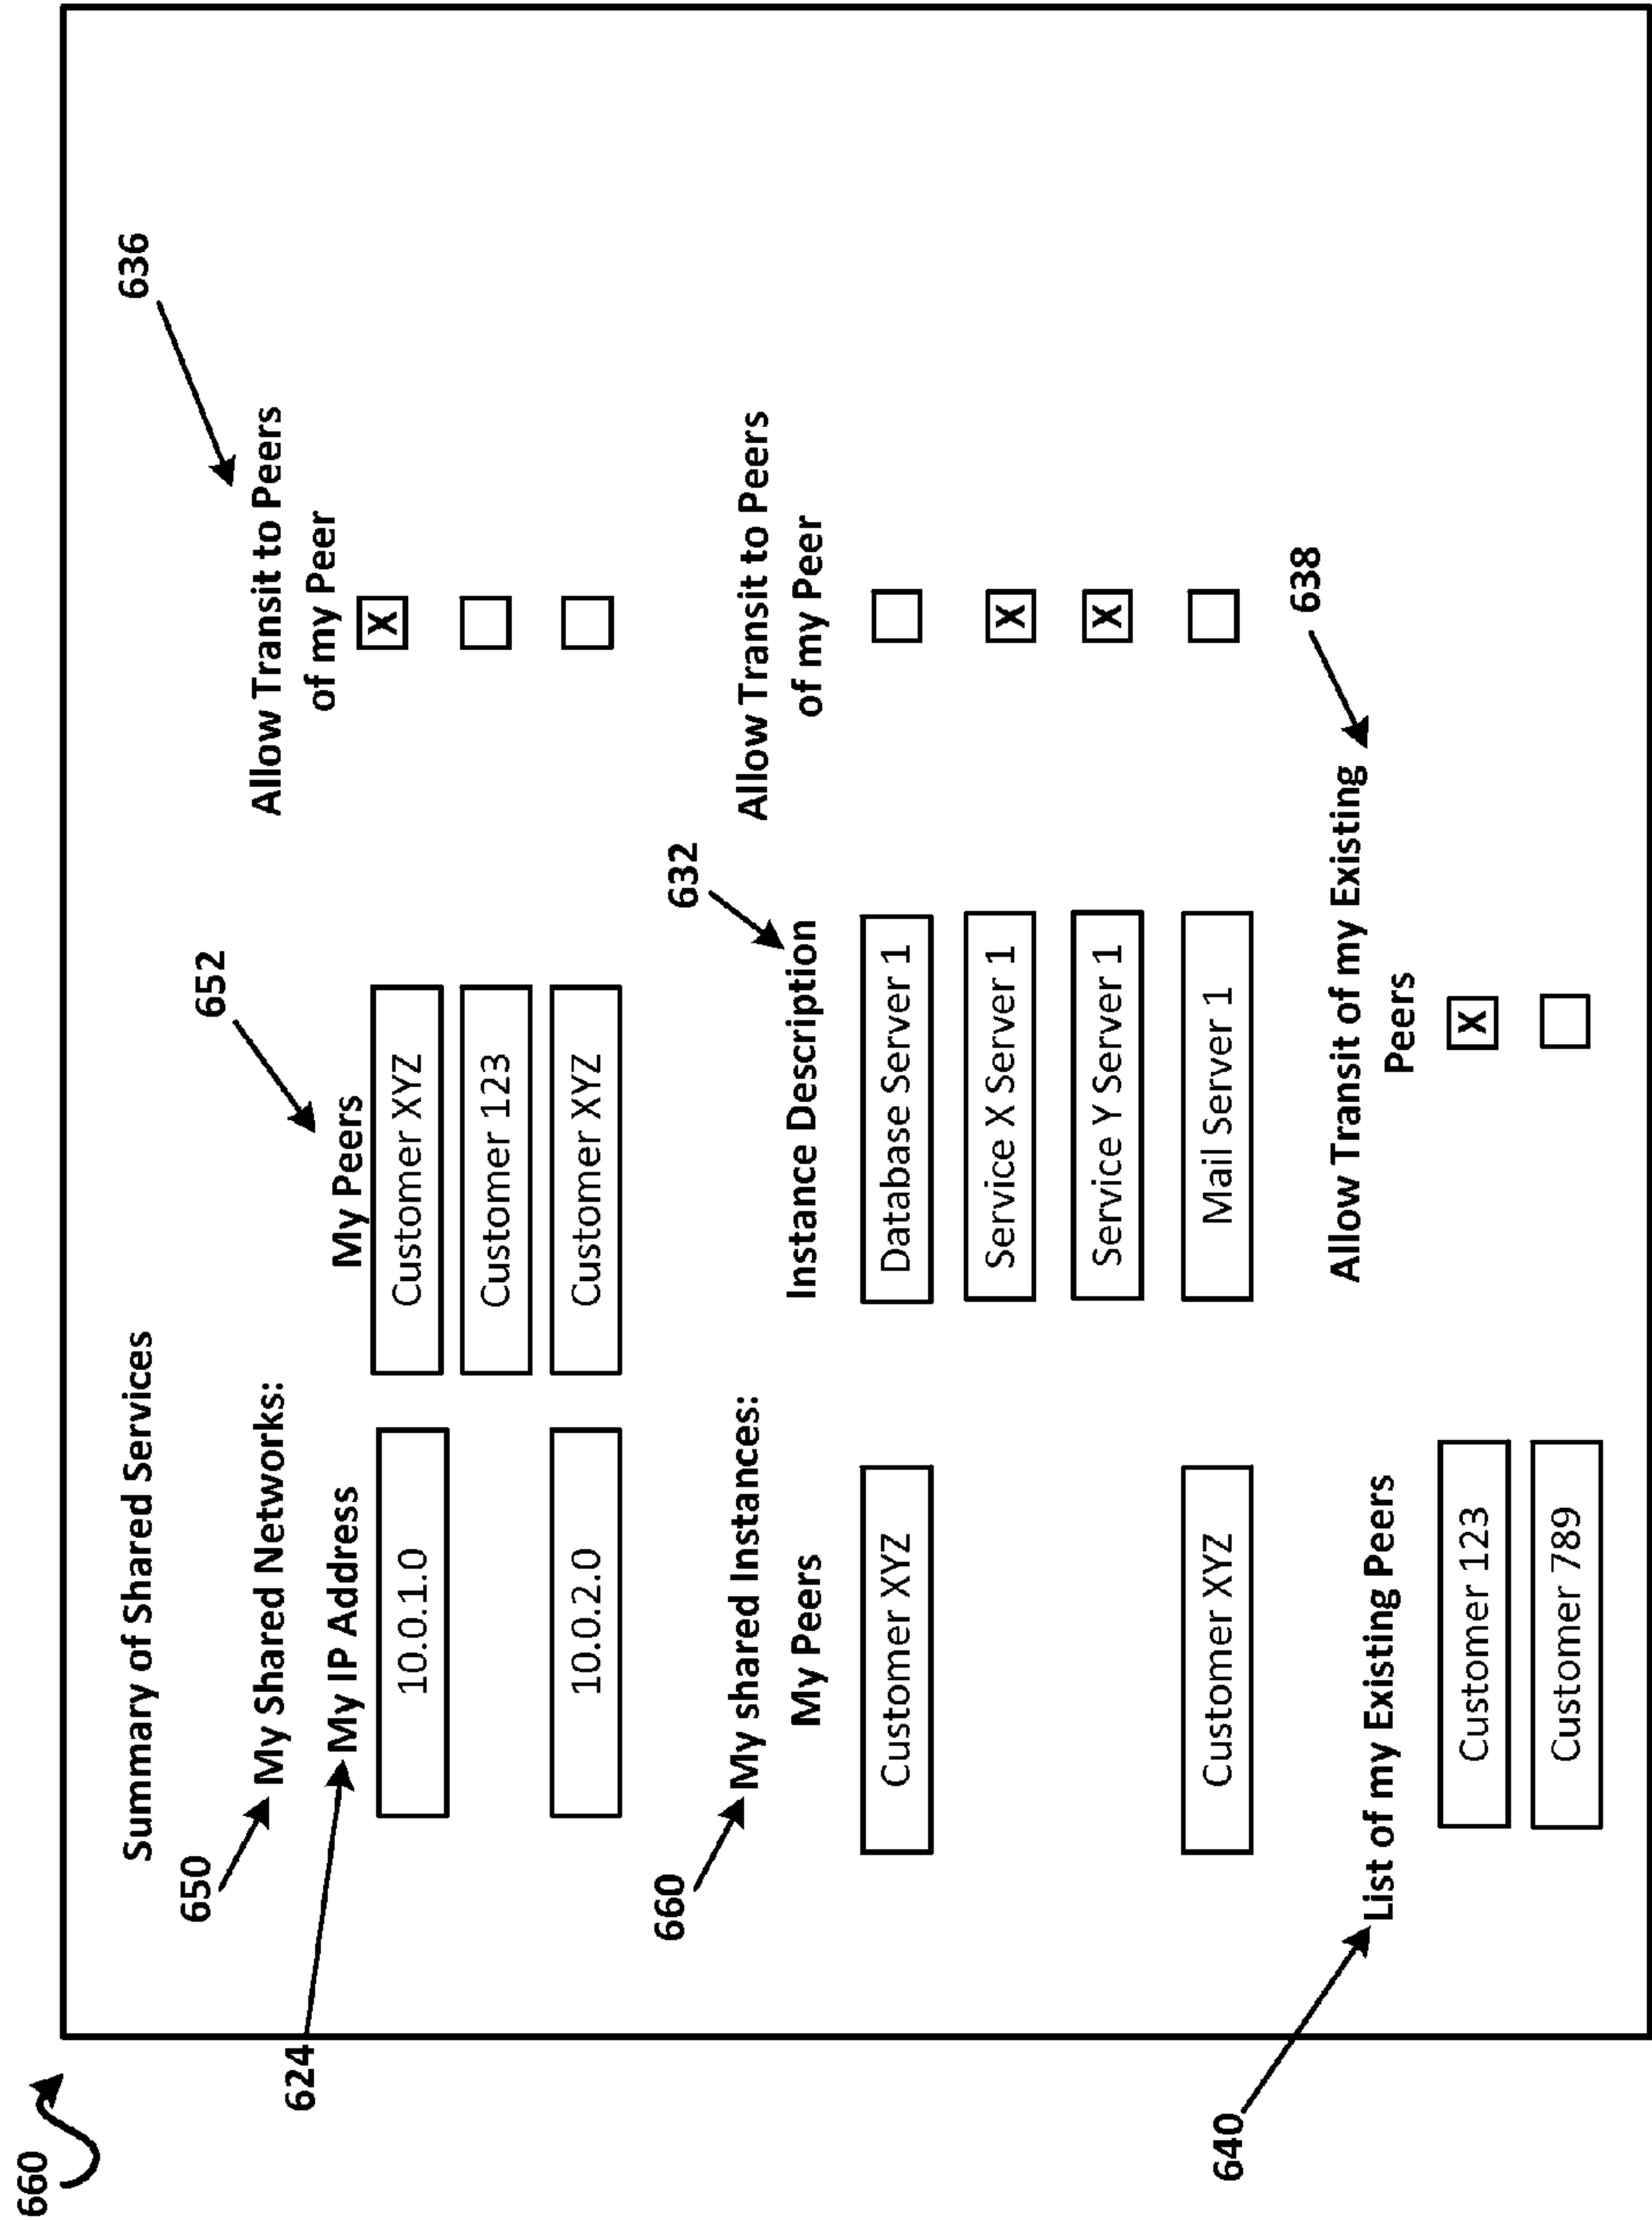 660
Summary of Shared Services
636
650
My Shared Networks:
652
Allow Transit to Peers
of my Peer
624
My IP Address
My Peers
10.0.1.0
Customer XYZ
X
Customer 123
10.0.2.0
Customer XYZ
660
My shared Instances:
632
Allow Transit to Peers
of my Peer
My Peers
Instance Description
Customer XYZ
Database Server 1
Service X Server 1
X
Service Y Server 1
X
Customer XYZ
Mail Server 1
640
638
List of my Existing Peers
Allow Transit of my Existing
Peers
Customer 123
X
Customer 789